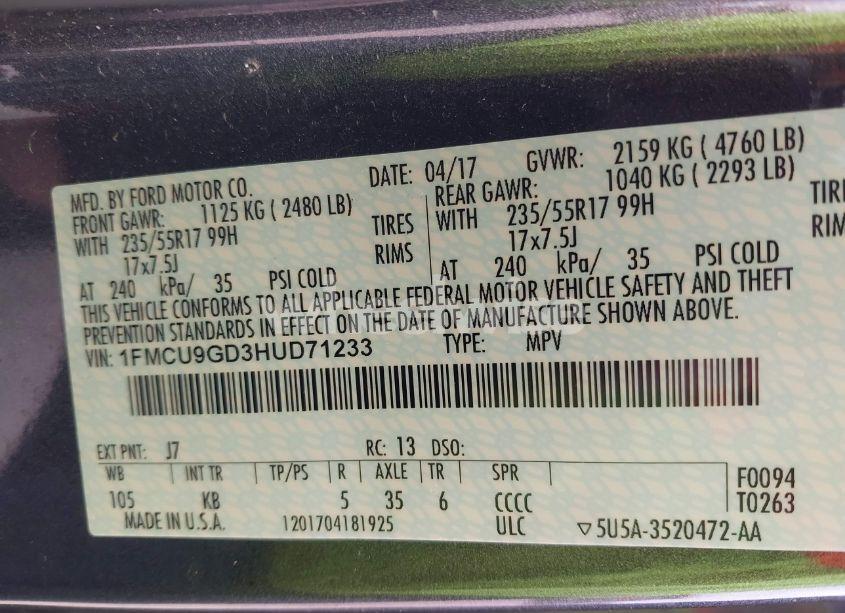 MFD. BY FORD MOTOR CO. DATE: 04/17 GVWR: 2159 KG ( 4760 LB)
FRONT GAWR: 1125 KG ( 2480 LB) REAR GAWR: 1040 KG ( 2293 LB)
WITH 235/55R17 99H TIRES WITH 235/55R17 99H TIRE
17x7.5J RIMS 17x7.5J RIM
AT 240 kPa/ 35 PSI COLD AT 240 kPa/ 35 PSI COLD
THIS VEHICLE CONFORMS TO ALL APPLICABLE FEDERAL MOTOR VEHICLE SAFETY AND THEFT
PREVENTION STANDARDS IN EFFECT ON THE DATE OF MANUFACTURE SHOWN ABOVE.
VIN: 1FMCU9GD3HUD71233 TYPE: MPV
EXT PNT: J7 RC: 13 DSO:
WB INT TR TP/PS R AXLE TR SPR F0094
105 KB 5 35 6 CCCC T0263
MADE IN U.S.A. 1201704181925 ULC ▽5U5A-3520472-AA